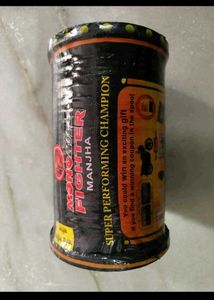 MONO
FIGHTER
MANJHA
SUPER PERFORMING CHAMPION
You could win an exciting gift
if you find a winning coupon in the spool